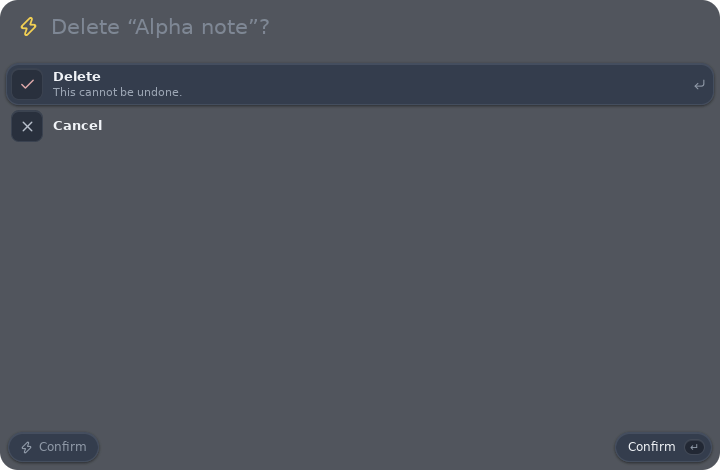 Delete “Alpha note”?
Delete
This cannot be undone.
Cancel
Confirm
Confirm